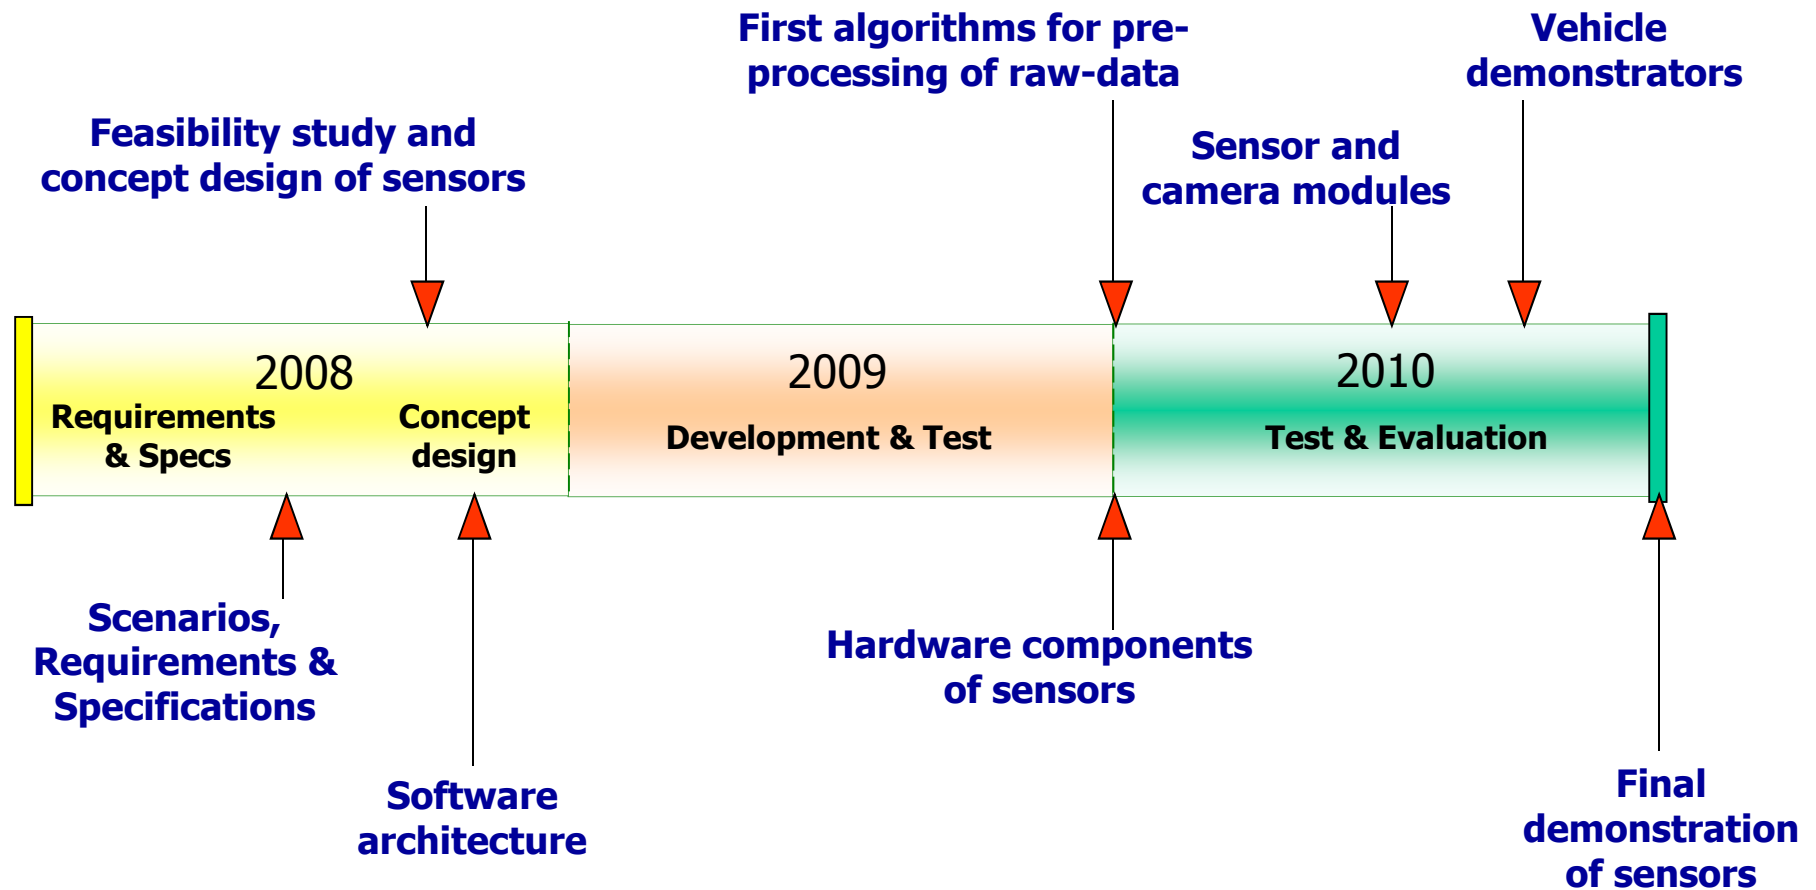 First algorithms for pre-
processing of raw-data
Vehicle
demonstrators
Feasibility study and
concept design of sensors
Sensor and
camera modules
2008
Requirements
& Specs
Concept
design
2009
Development & Test
2010
Test & Evaluation
Scenarios,
Requirements &
Specifications
Software
architecture
Hardware components
of sensors
Final
demonstration
of sensors